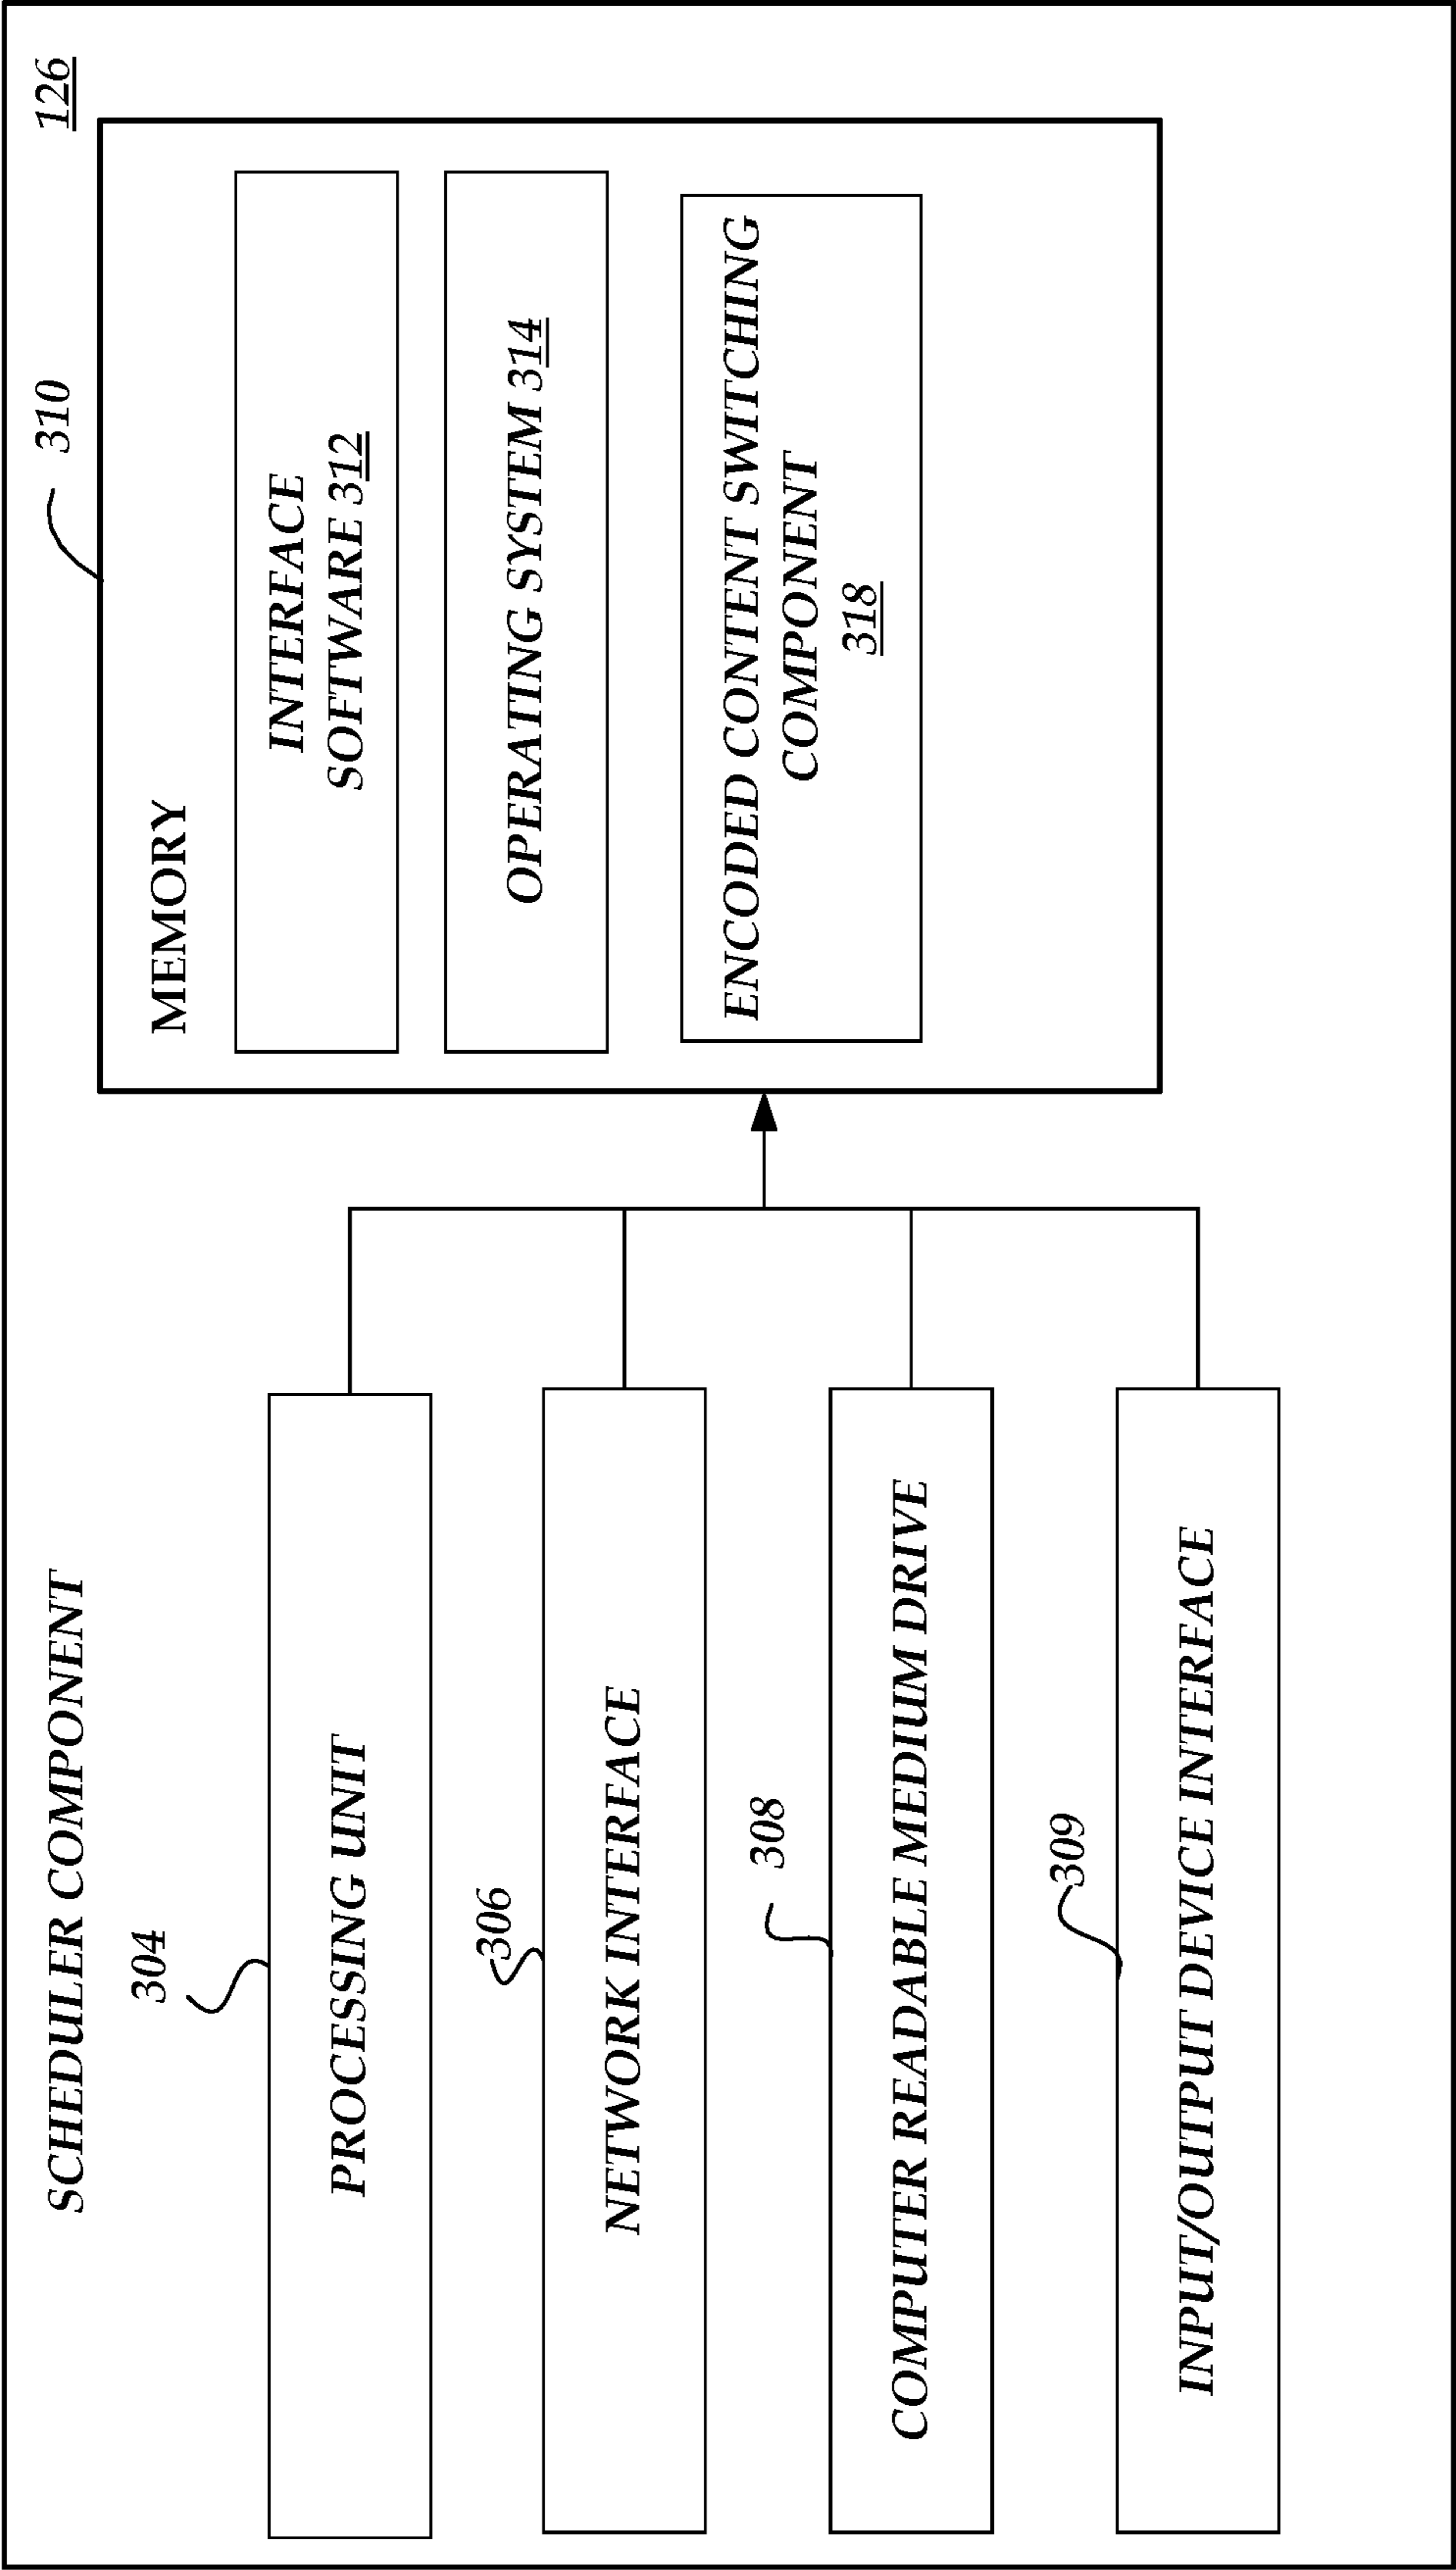 SCHEDULER COMPONENT
126
304
PROCESSING UNIT
306
NETWORK INTERFACE
308
COMPUTER READABLE MEDIUM DRIVE
309
INPUT/OUTPUT DEVICE INTERFACE
310
MEMORY
INTERFACE
SOFTWARE 312
OPERATING SYSTEM 314
ENCODED CONTENT SWITCHING
COMPONENT
318